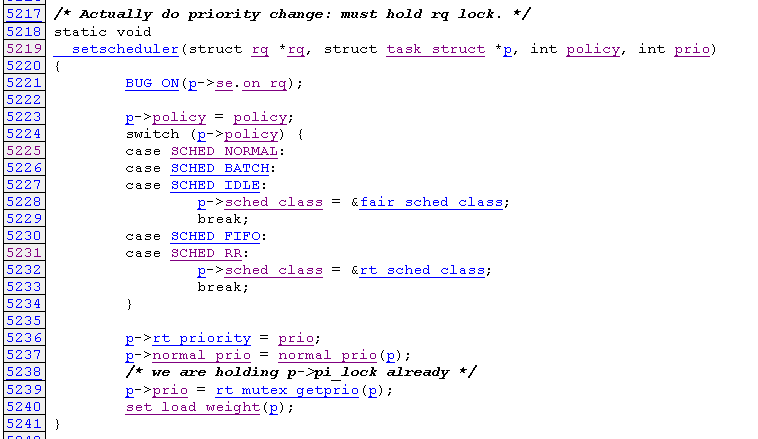 5217 /* Actually do priority change: must hold rq lock. */
5218 static void
5219 __setscheduler(struct rq *rq, struct task_struct *p, int policy, int prio)
5220 {
5221 BUG_ON(p->se.on_rq);
5222
5223 p->policy = policy;
5224 switch (p->policy) {
5225 case SCHED_NORMAL:
5226 case SCHED_BATCH:
5227 case SCHED_IDLE:
5228 p->sched_class = &fair_sched_class;
5229 break;
5230 case SCHED_FIFO:
5231 case SCHED_RR:
5232 p->sched_class = &rt_sched_class;
5233 break;
5234 }
5235
5236 p->rt_priority = prio;
5237 p->normal_prio = normal_prio(p);
5238 /* we are holding p->pi_lock already */
5239 p->prio = rt_mutex_getprio(p);
5240 set_load_weight(p);
5241 }